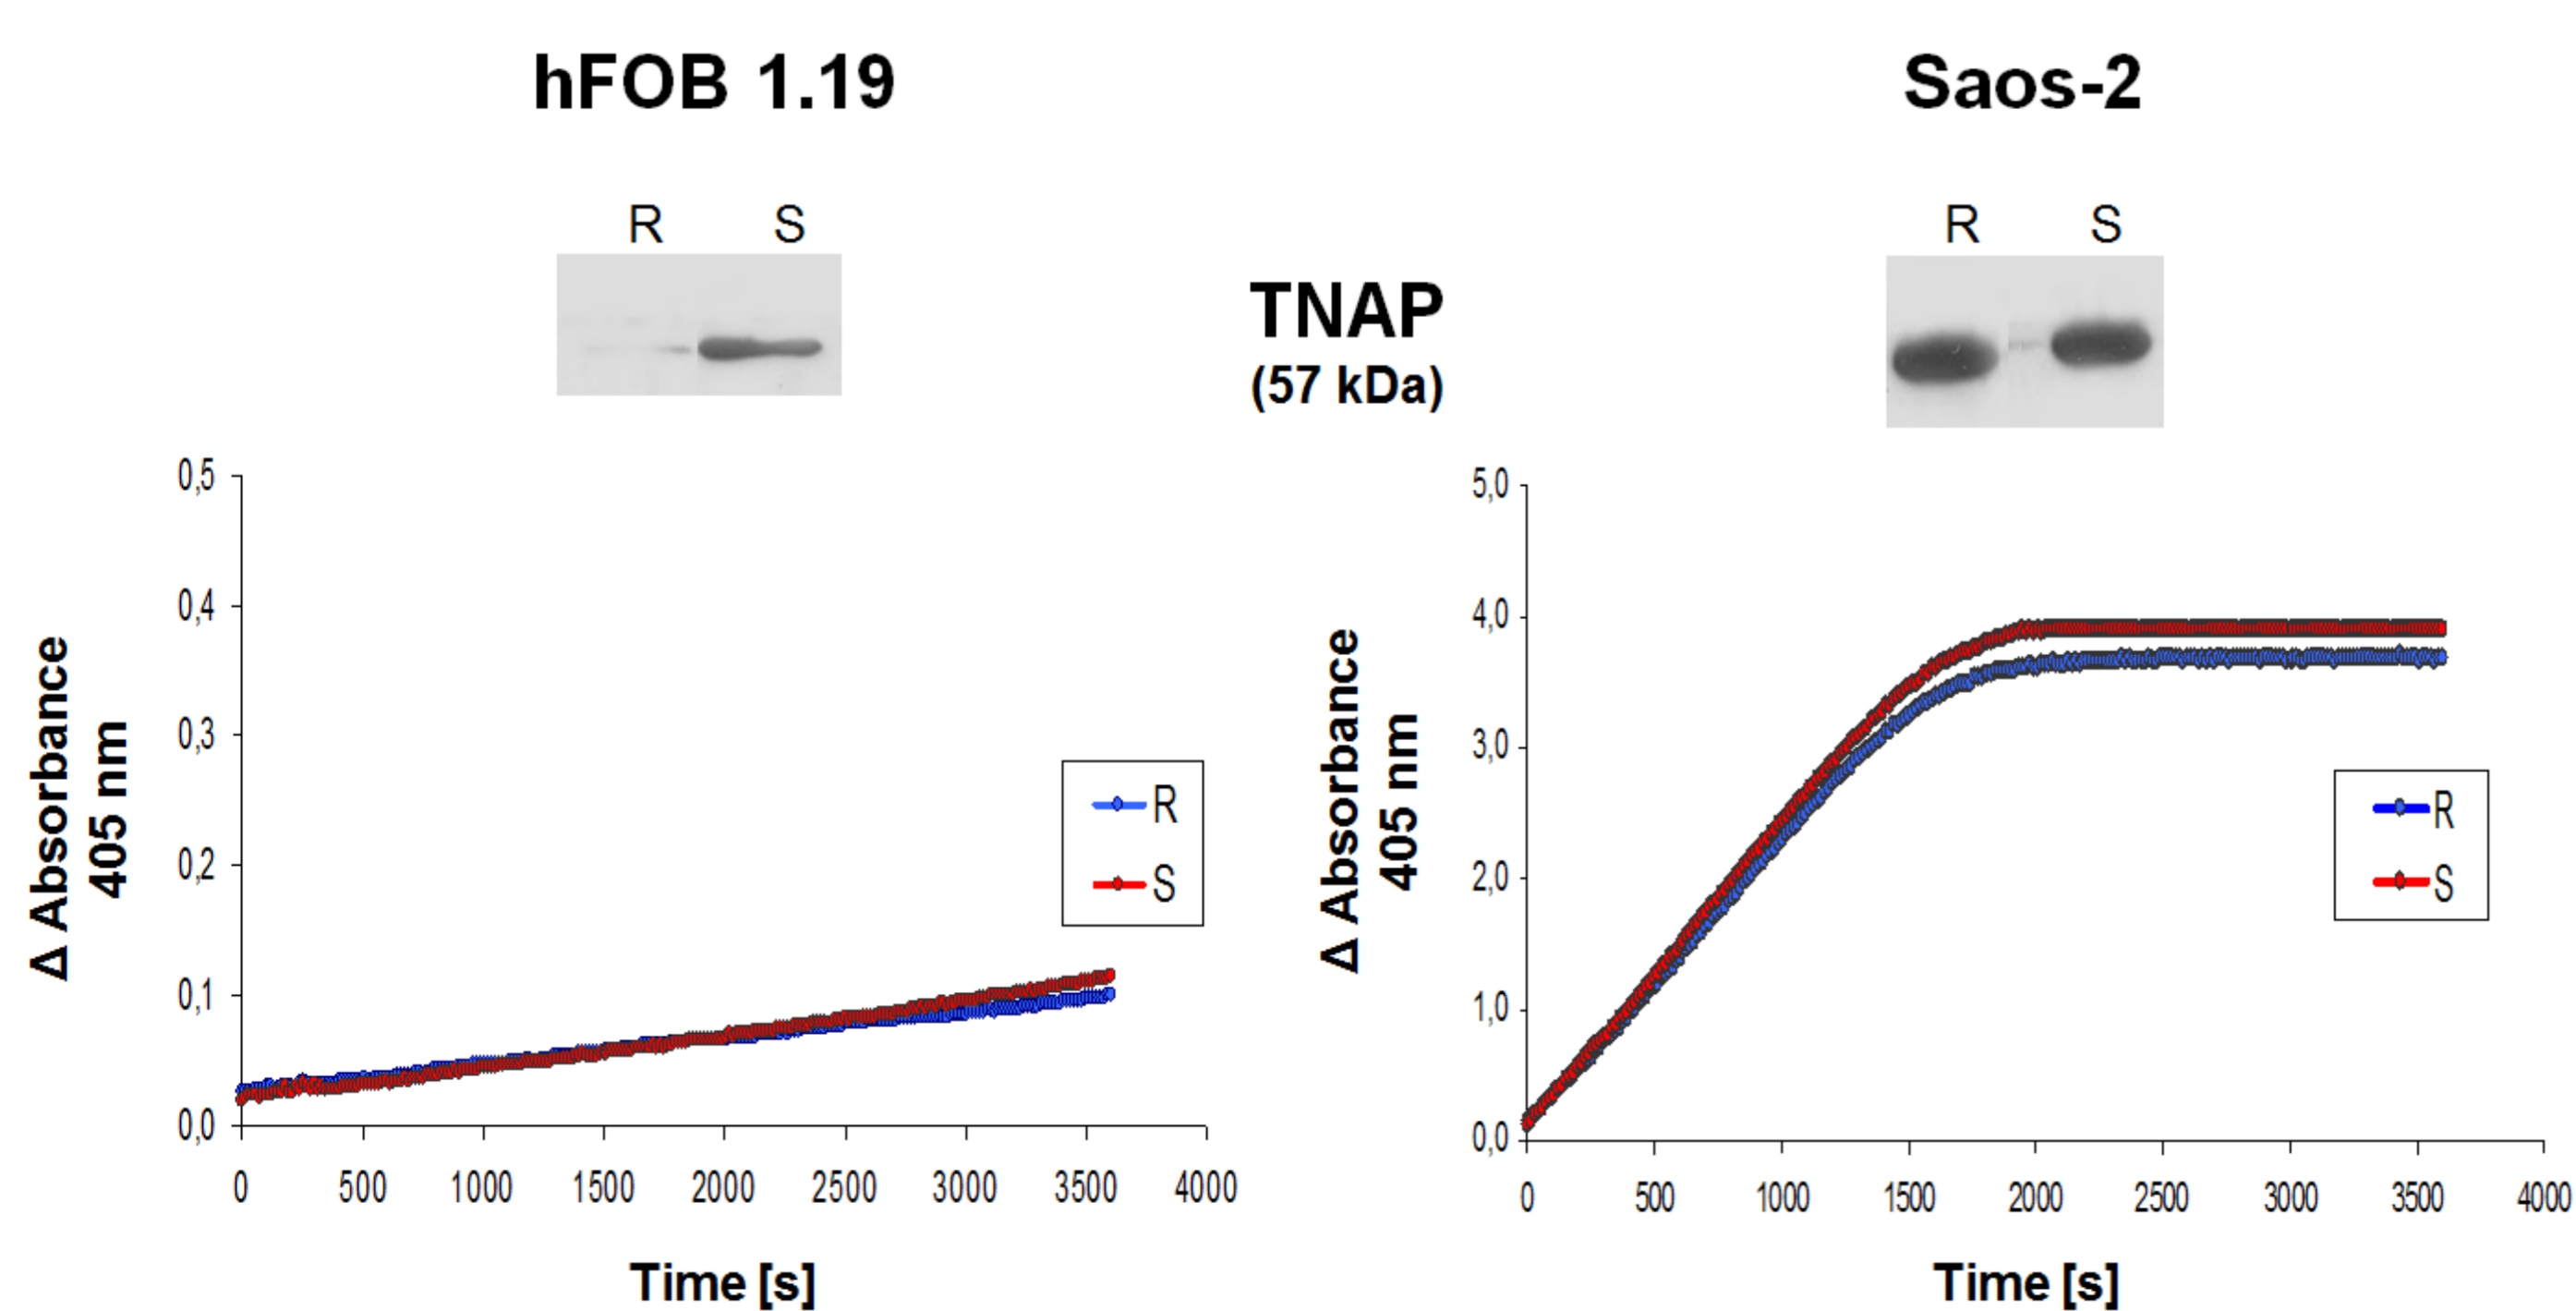 hFOB 1.19
R S
TNAP
(57 kDa)
0,5
0,4
0,3
0,2
0,1
0,0
Δ Absorbance
405 nm
R
S
0 500 1000 1500 2000 2500 3000 3500 4000
Time [s]
Saos-2
R S
5,0
4,0
3,0
2,0
1,0
0,0
Δ Absorbance
405 nm
R
S
0 500 1000 1500 2000 2500 3000 3500 4000
Time [s]